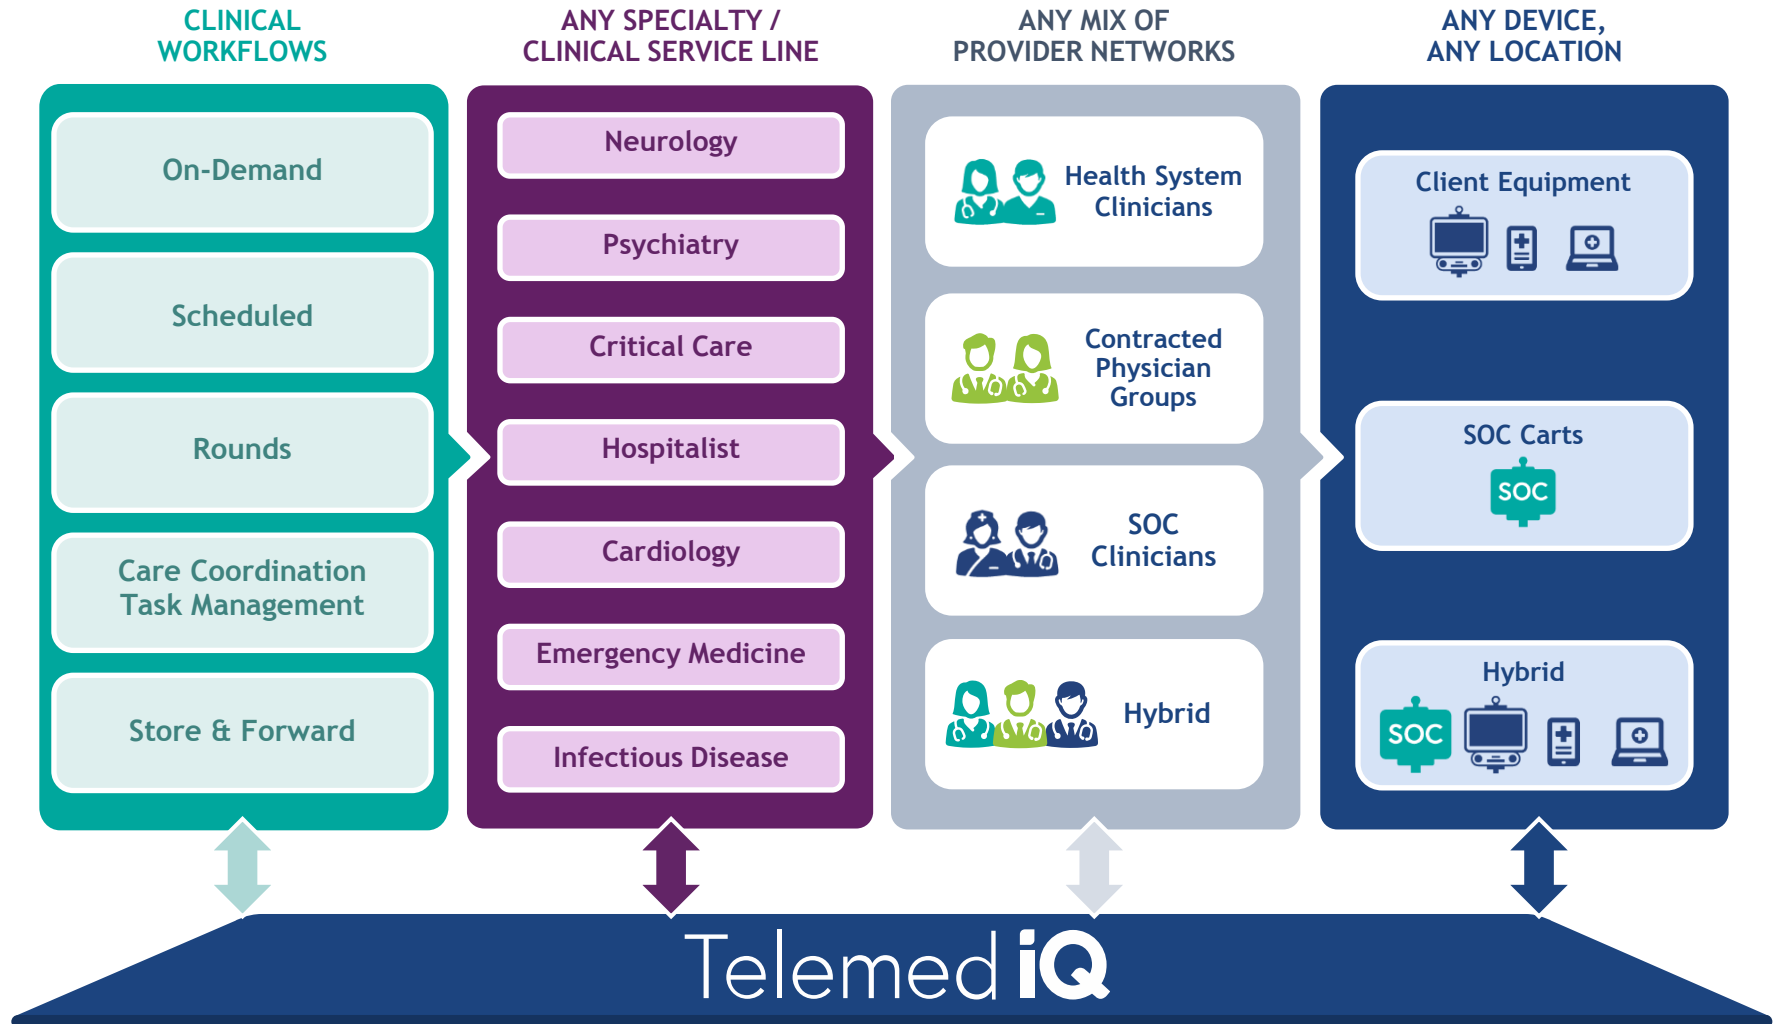 CLINICAL
WORKFLOWS
On-Demand
Scheduled
Rounds
Care Coordination
Task Management
Store & Forward
ANY SPECIALTY /
CLINICAL SERVICE LINE
Neurology
Psychiatry
Critical Care
Hospitalist
Cardiology
Emergency Medicine
Infectious Disease
ANY MIX OF
PROVIDER NETWORKS
Health System
Clinicians
Contracted
Physician
Groups
SOC
Clinicians
Hybrid
ANY DEVICE,
ANY LOCATION
Client Equipment
SOC Carts
SOC
Hybrid
SOC
Telemed iQ